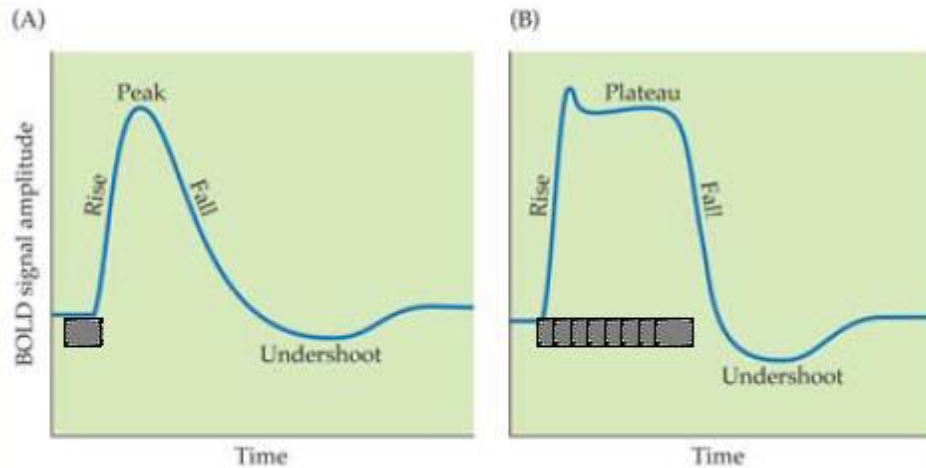 (A)
BOLD signal amplitude
Rise
Peak
Fall
Undershoot
Time
(B)
Rise
Plateau
Fall
Undershoot
Time